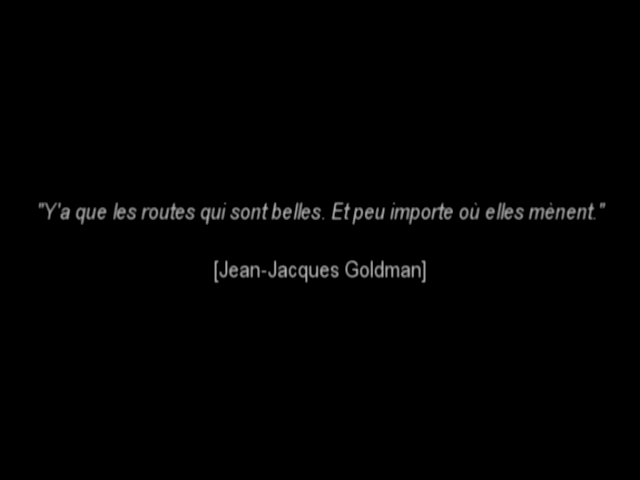 "Y'a que les routes qui sont belles. Et peu importe où elles mènent."
[Jean-Jacques Goldman]